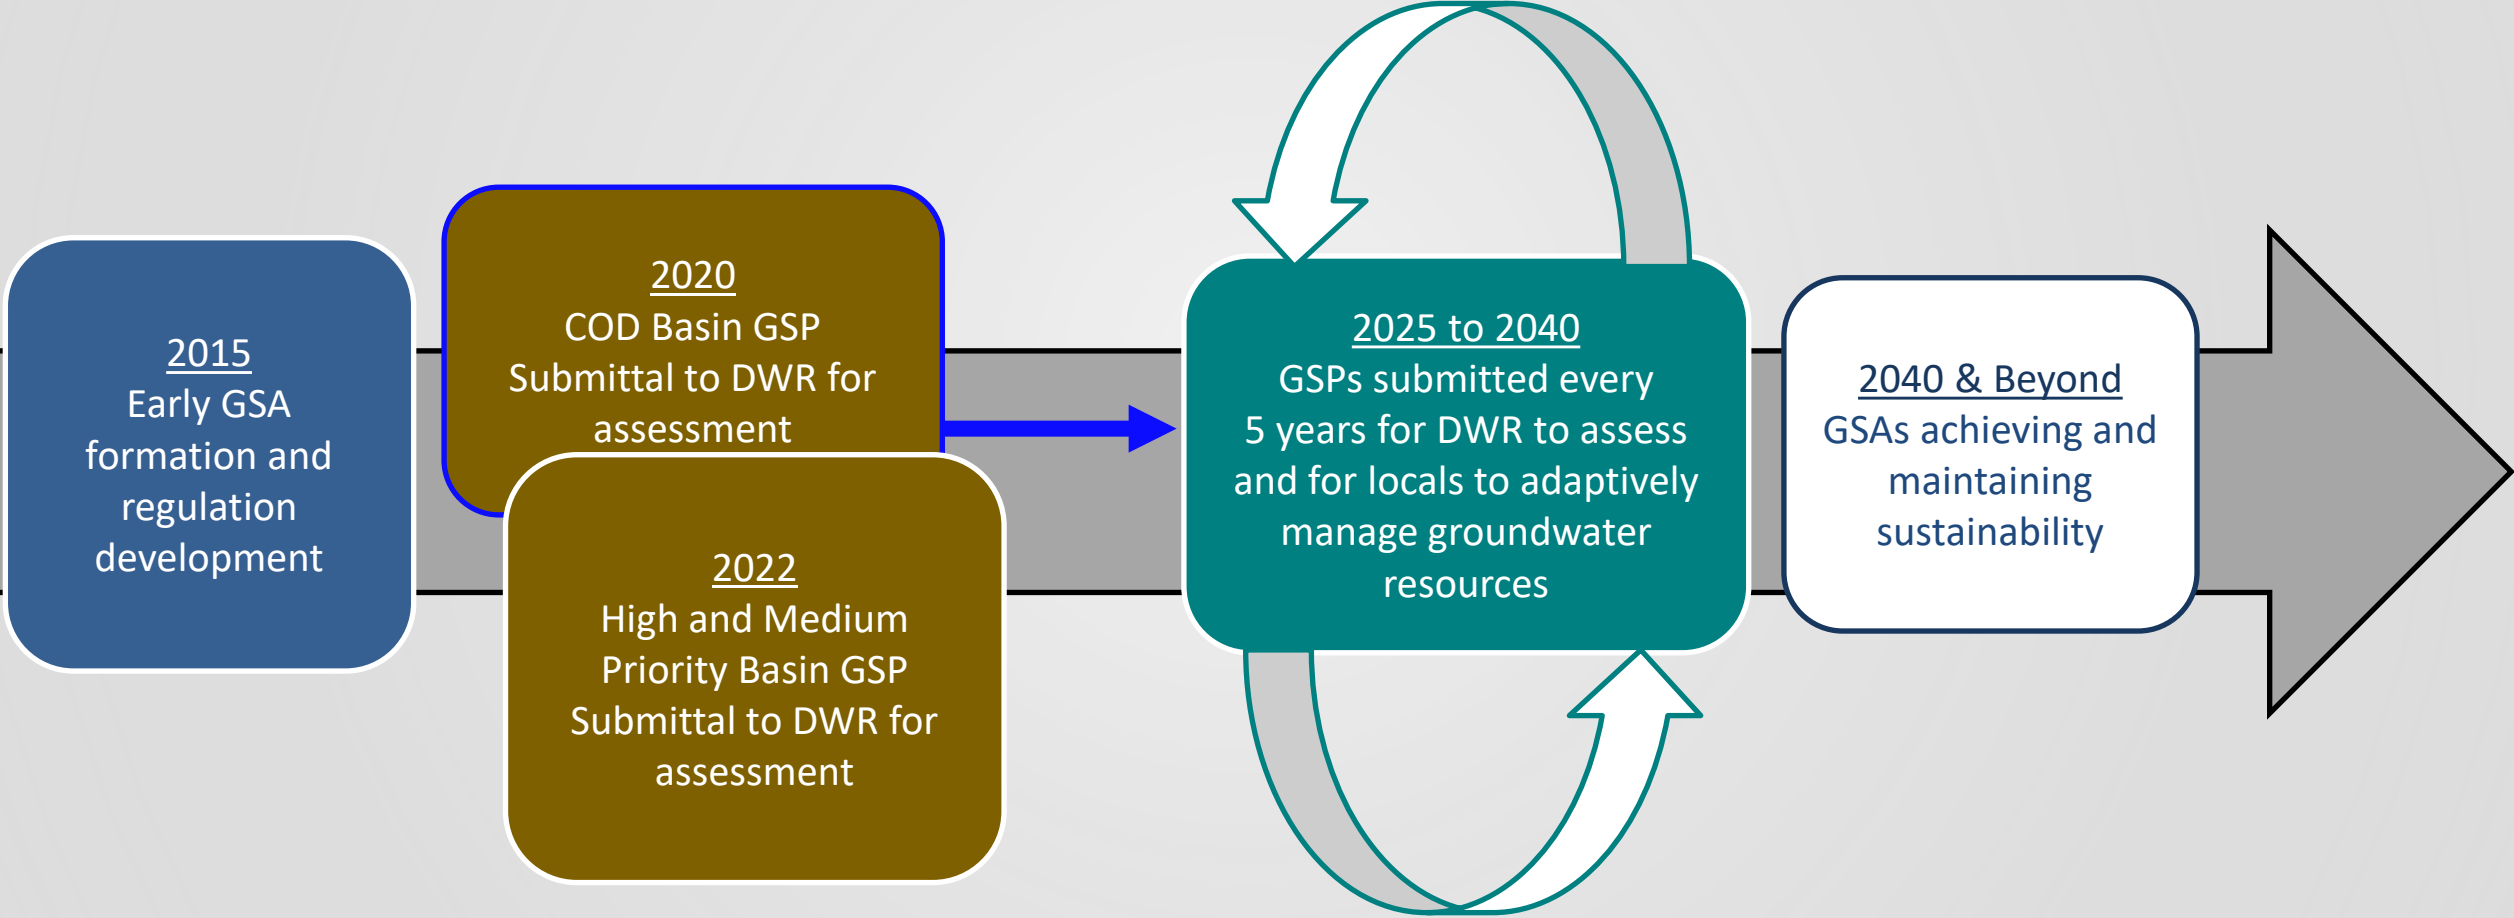 2015
Early GSA
formation and
regulation
development
2020
COD Basin GSP
Submittal to DWR for
assessment
2022
High and Medium
Priority Basin GSP
Submittal to DWR for
assessment
2025 to 2040
GSPs submitted every
5 years for DWR to assess
and for locals to adaptively
manage groundwater
resources
2040 & Beyond
GSAs achieving and
maintaining
sustainability